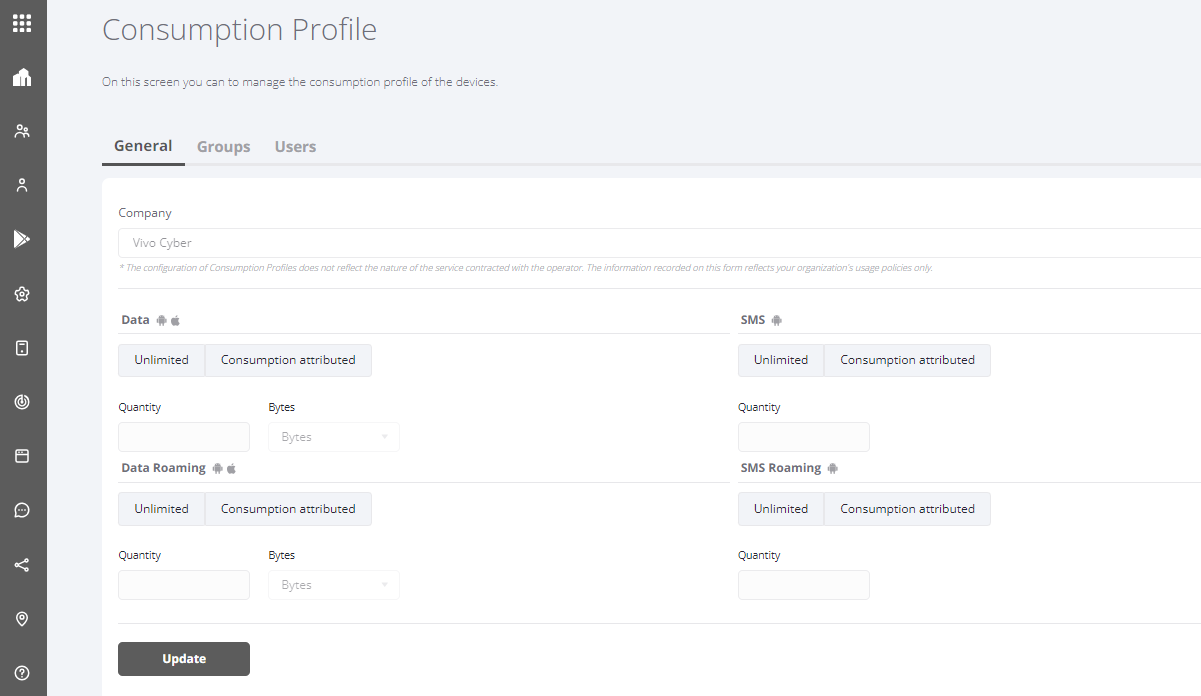 Consumption Profile
On this screen you can to manage the consumption profile of the devices.
General Groups Users
Company
Vivo Cyber
* The configuration of Consumption Profiles does not reflect the nature of the service contracted with the operator. The information recorded on this form reflects your organization's usage policies only.
Data SMS
Unlimited Consumption attributed Unlimited Consumption attributed
Quantity Bytes Quantity
Bytes
Data Roaming SMS Roaming
Unlimited Consumption attributed Unlimited Consumption attributed
Quantity Bytes Quantity
Bytes
Update